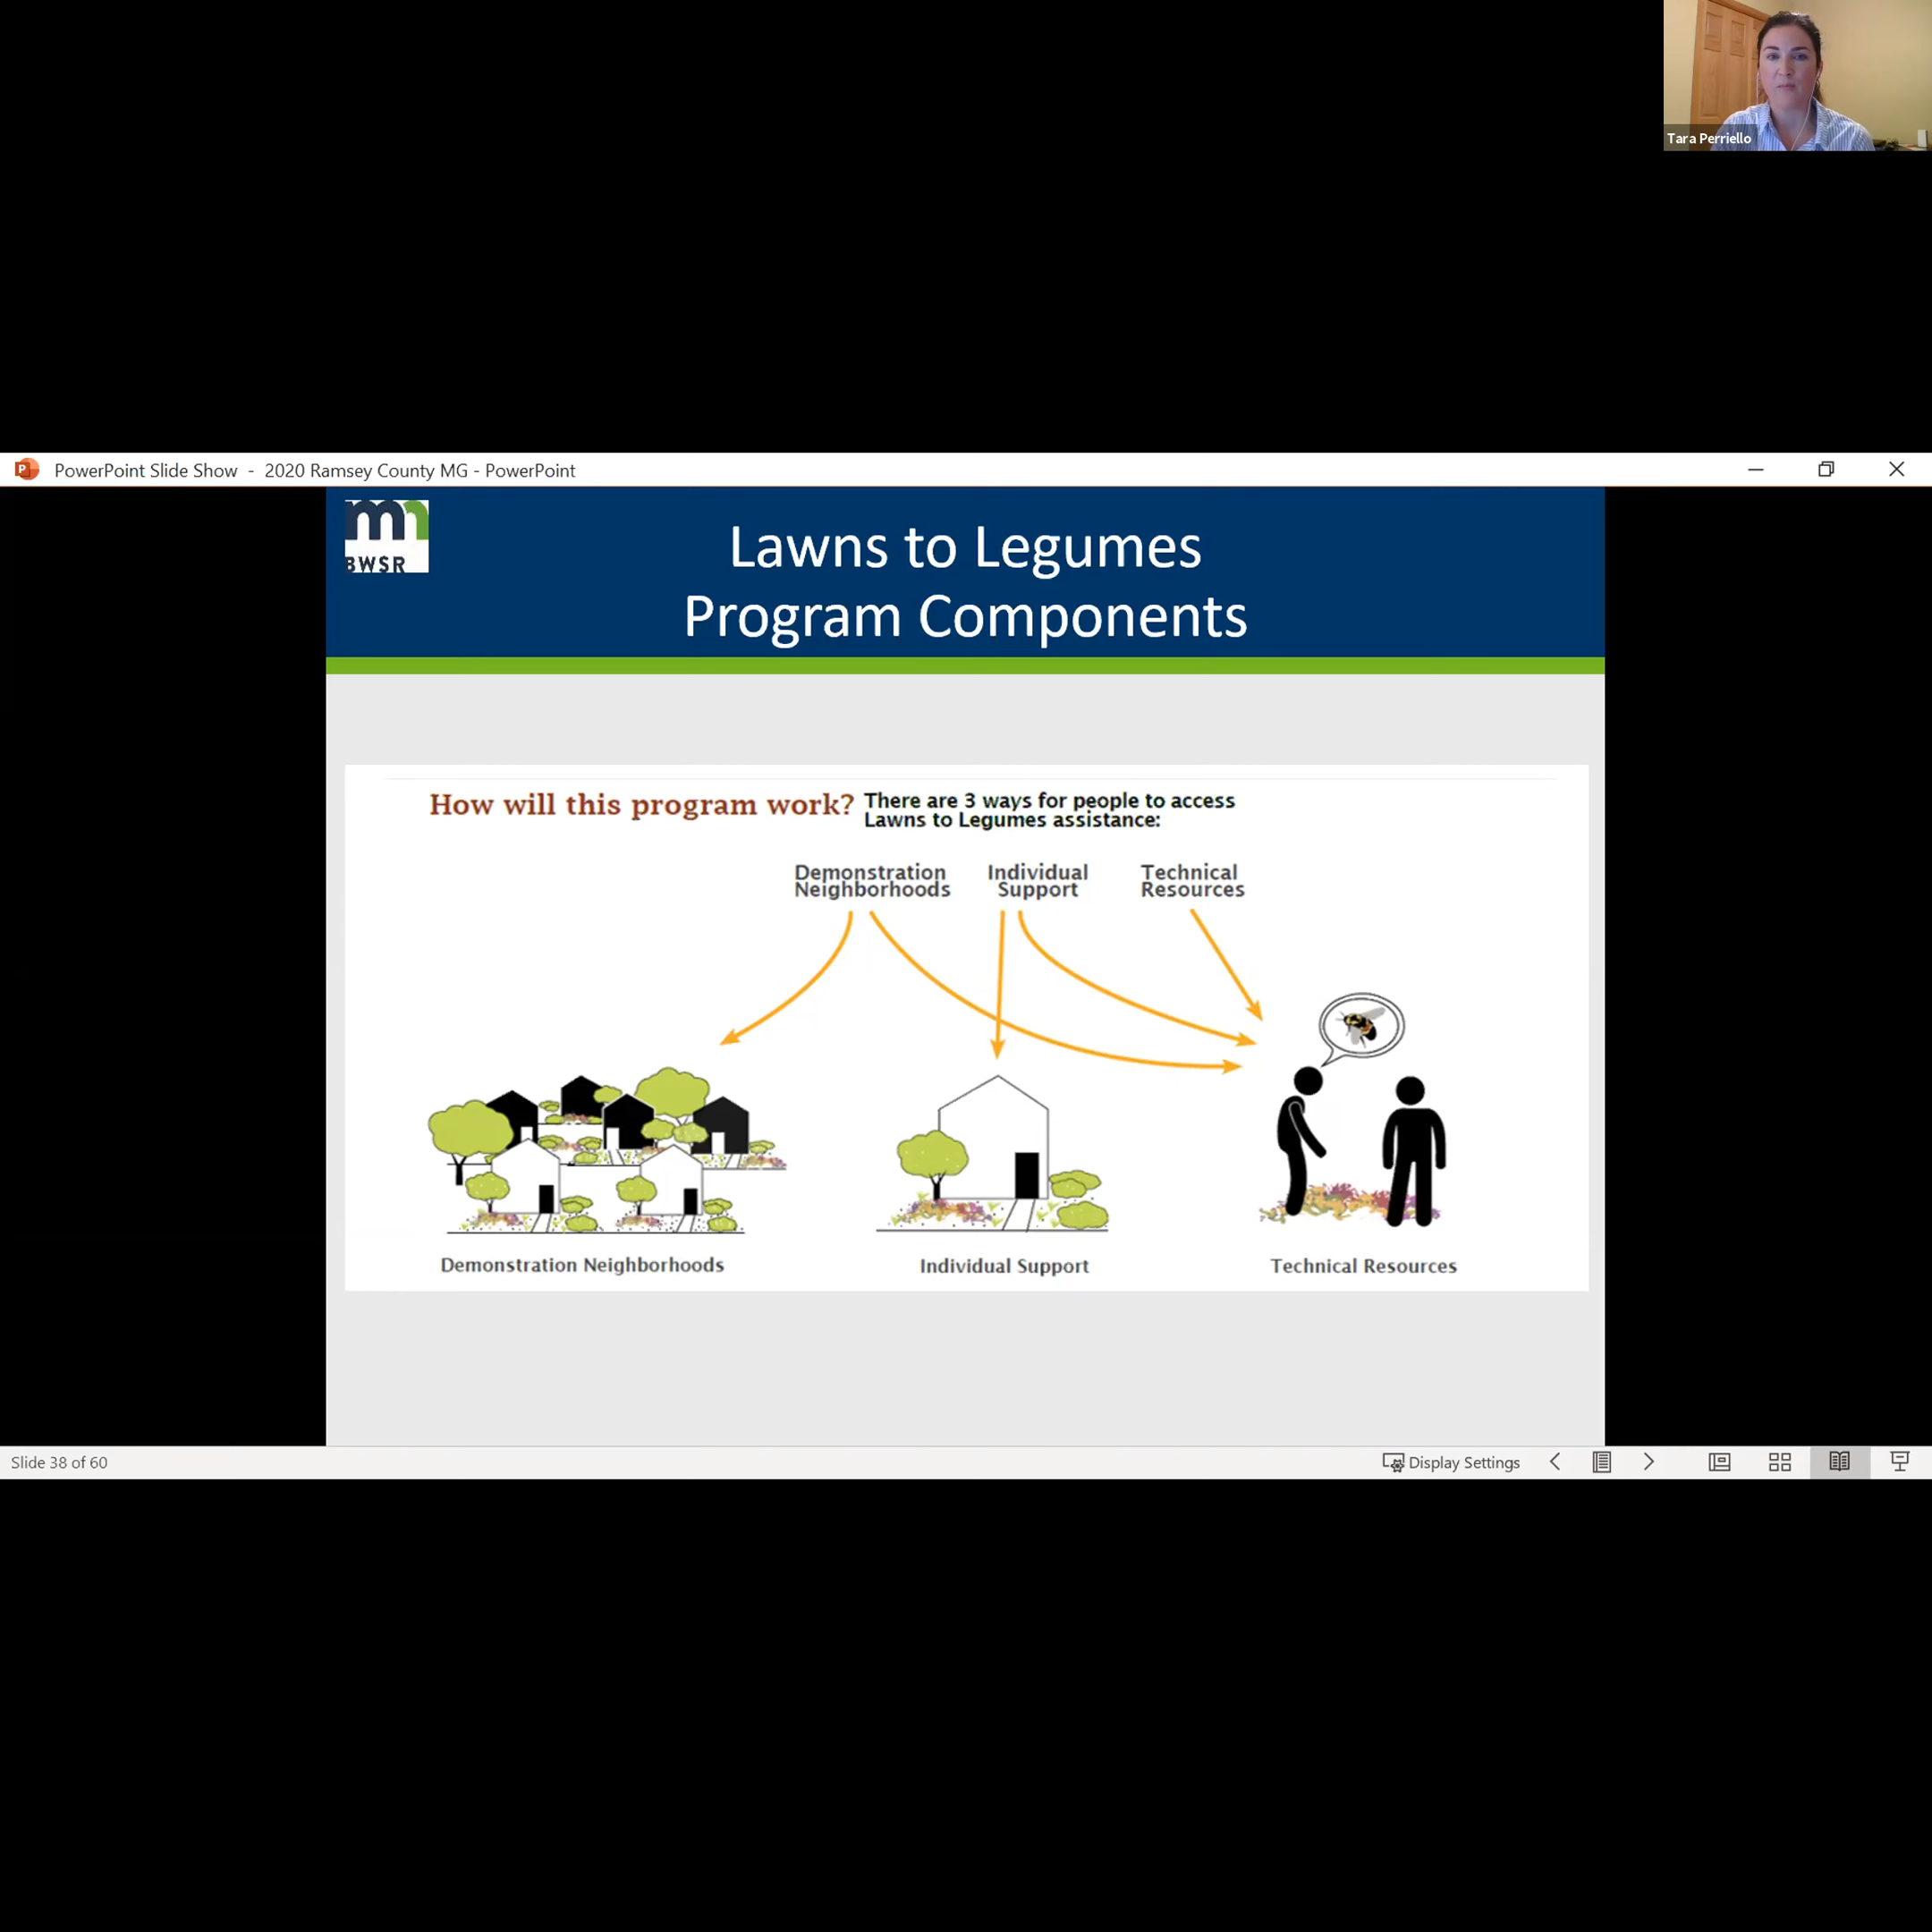 Tara Perriello
PowerPoint Slide Show - 2020 Ramsey County MG - PowerPoint
mn
BWSR
Lawns to Legumes
Program Components
How will this program work?
There are 3 ways for people to access
Lawns to Legumes assistance:
Demonstration
Neighborhoods
Individual
Support
Technical
Resources
Demonstration Neighborhoods
Individual Support
Technical Resources
Slide 38 of 60
Display Settings